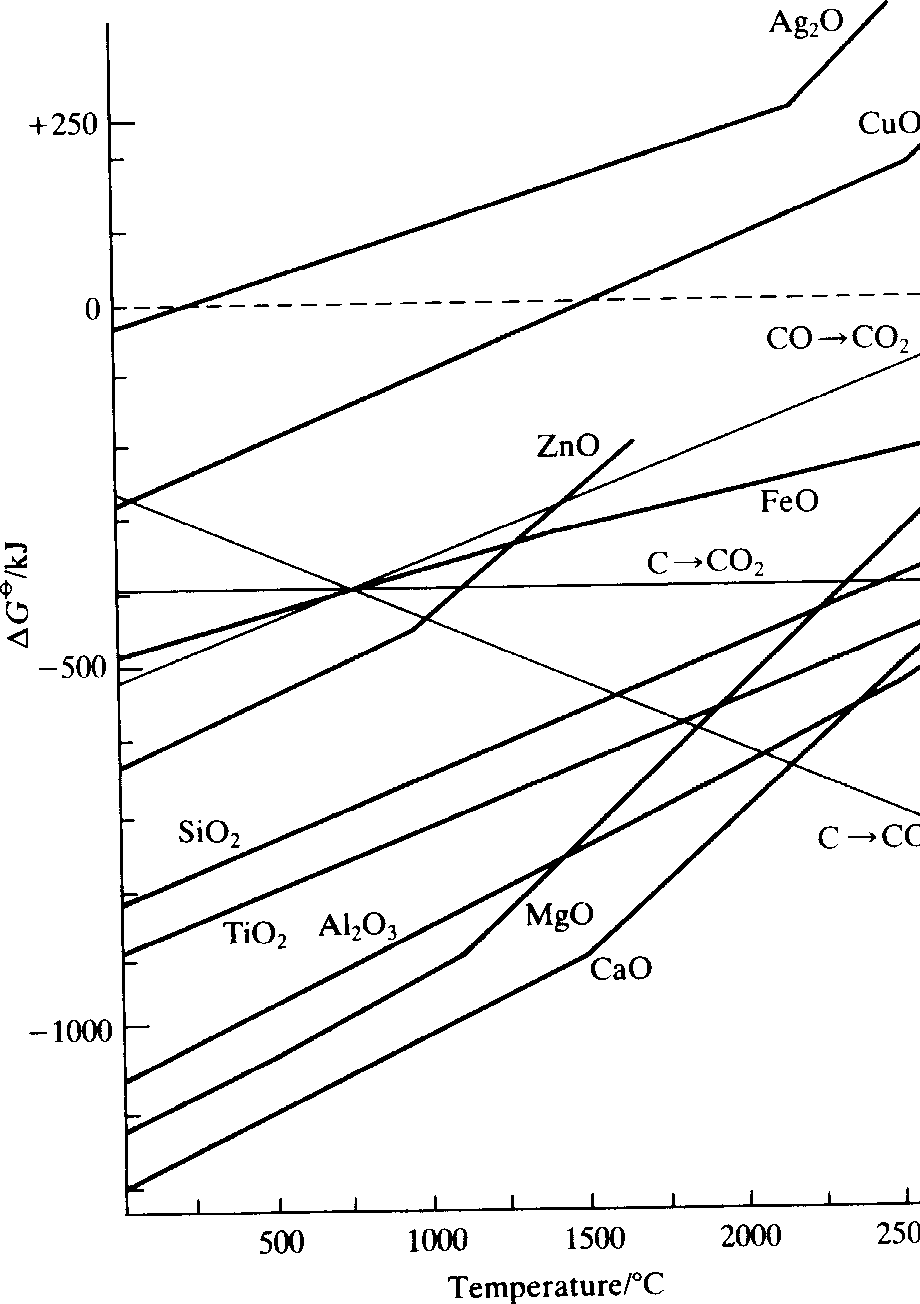 Ag₂O
+250
CuO
0
CO→CO₂
ZnO
FeO
C→CO₂
ΔG⦵/kJ
−500
SiO₂
C→CO
TiO₂ Al₂O₃
MgO
CaO
−1000
500 1000 1500 2000 250
Temperature/°C